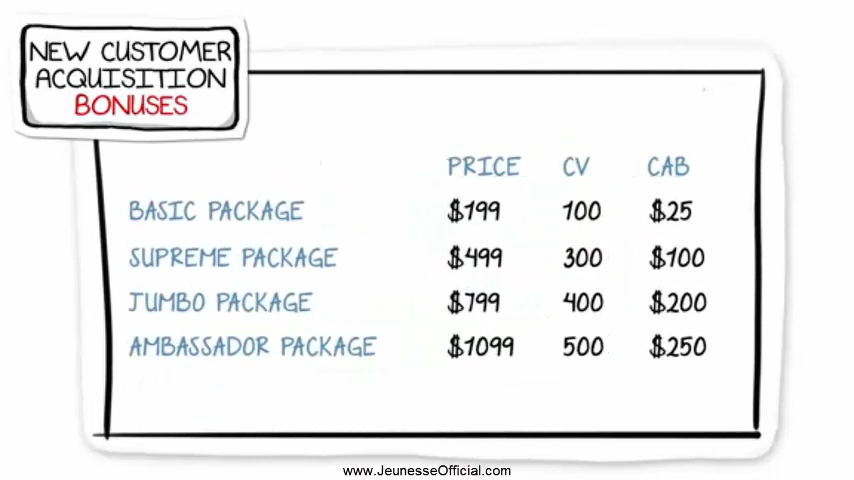 NEW CUSTOMER
ACQUISITION
BONUSES
PRICE CV CAB
BASIC PACKAGE $199 100 $25
SUPREME PACKAGE $499 300 $100
JUMBO PACKAGE $799 400 $200
AMBASSADOR PACKAGE $1099 500 $250
www.JeunesseOfficial.com